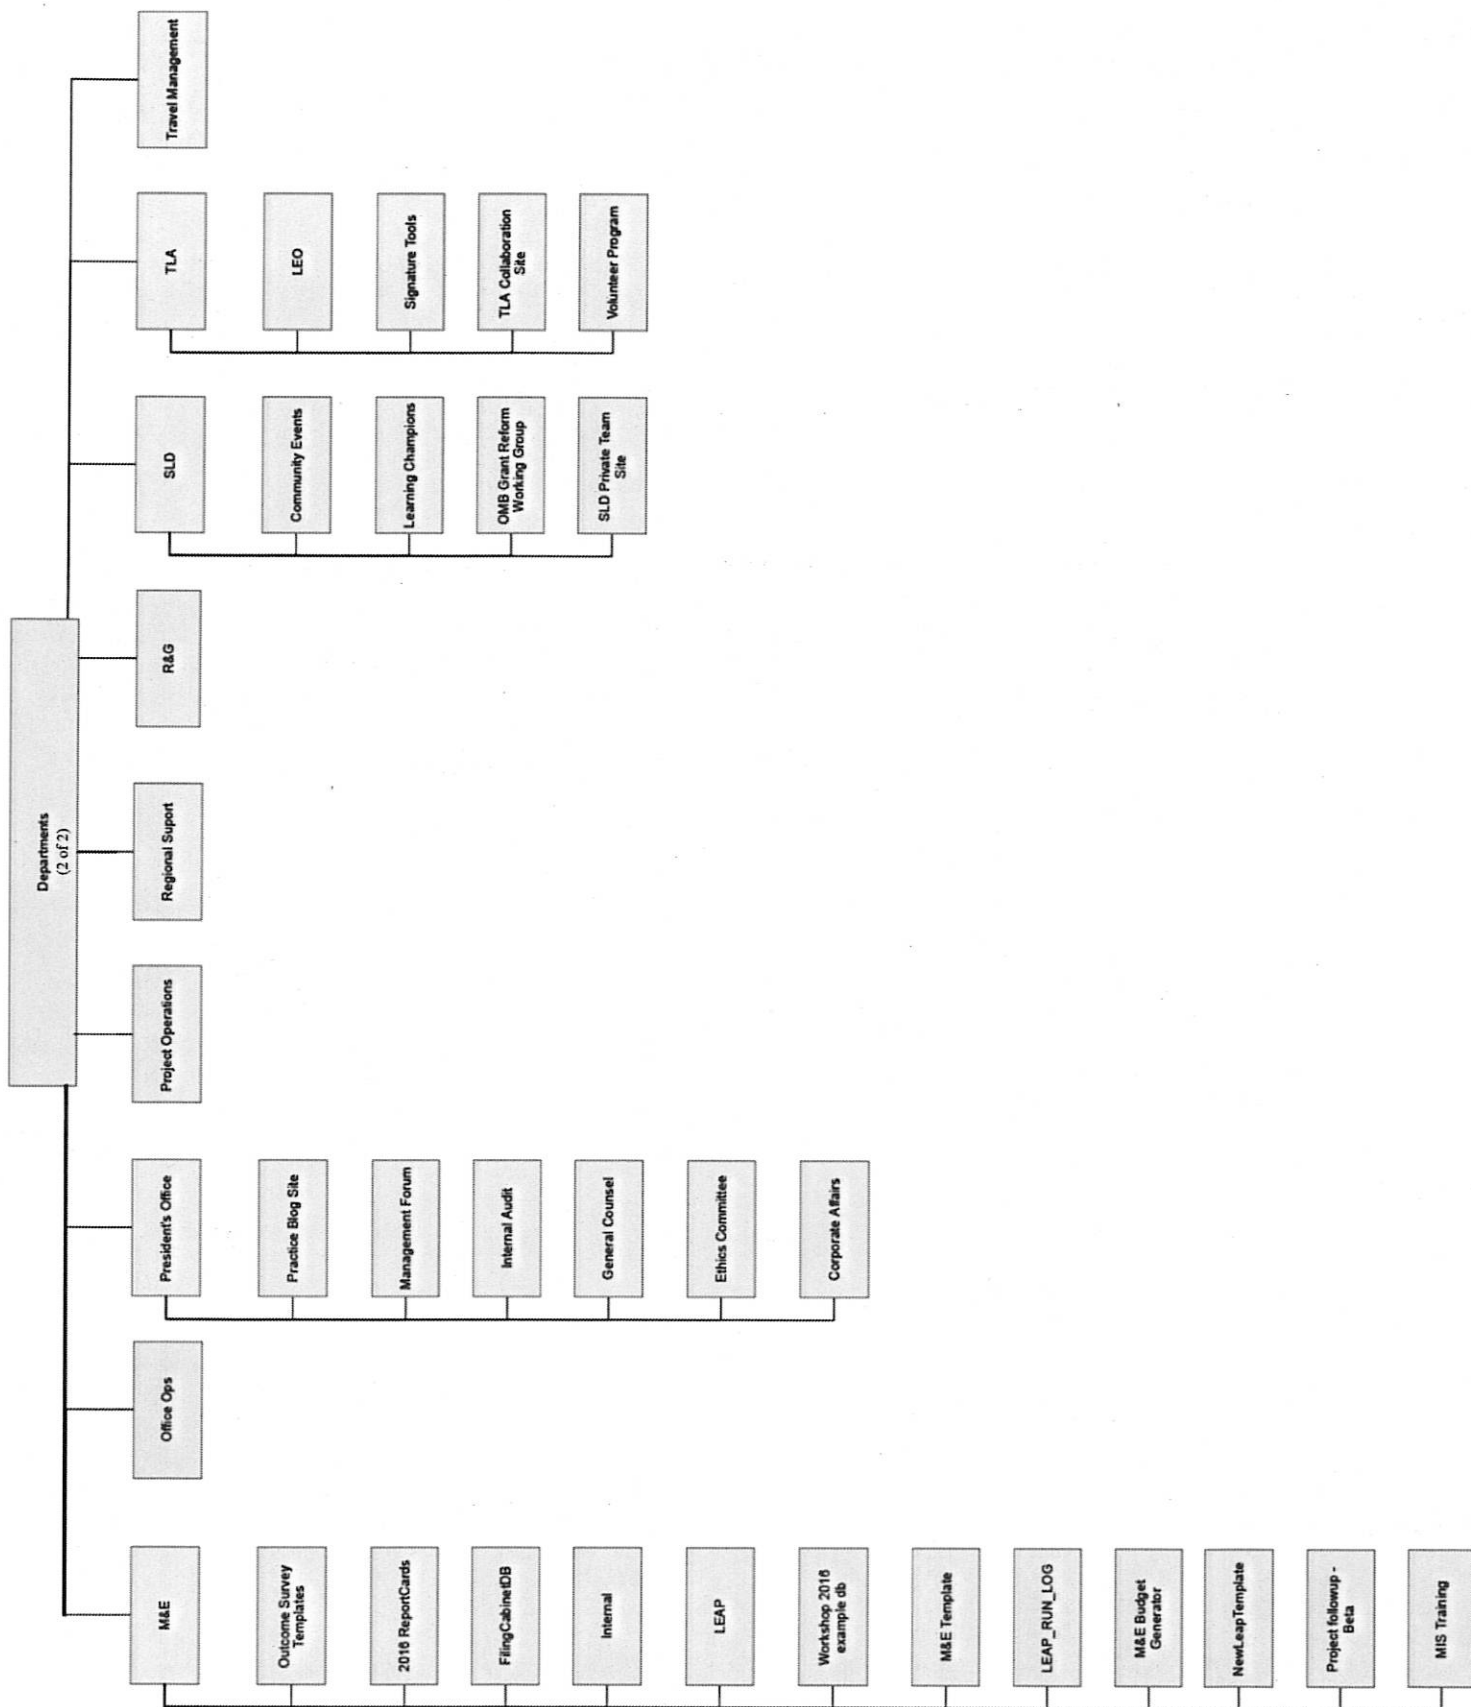 Departments
(2 of 2)
M&E
Outcome Survey
Templates
2016 ReportCards
FilingCabinetDB
Internal
LEAP
Workshop 2016
example db
M&E Template
LEAP_RUN_LOG
M&E Budget
Generator
NewLeapTemplate
Project followup -
Beta
MIS Training
Office Ops
President's Office
Practice Blog Site
Management Forum
Internal Audit
General Counsel
Ethics Committee
Corporate Affairs
Project Operations
Regional Suport
R&G
SLD
Community Events
Learning Champions
OMB Grant Reform
Working Group
SLD Private Team
Site
TLA
LEO
Signature Tools
TLA Collaboration
Site
Volunteer Program
Travel Management